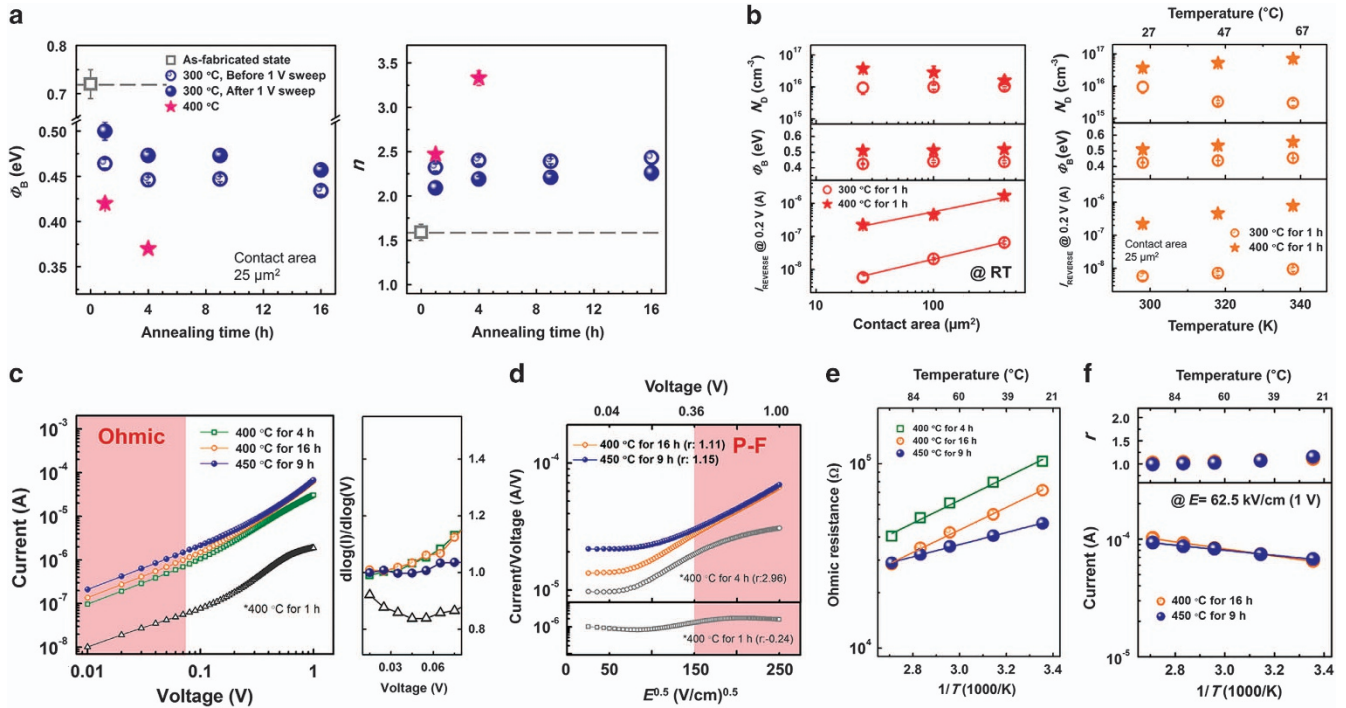 a
0.8
0.7
0.50
0.45
0.40
0.35
Φ_B (eV)
As-fabricated state
300 °C, Before 1 V sweep
300 °C, After 1 V sweep
400 °C
Contact area
25 μm²
0 4 8 12 16
Annealing time (h)
3.5
3.0
2.5
2.0
1.5
1.0
n
0 4 8 12 16
Annealing time (h)
b
10¹⁷
10¹⁶
10¹⁵
N_D (cm⁻³)
0.6
0.5
0.4
Φ_B (eV)
10⁻⁶
10⁻⁷
10⁻⁸
I_REVERSE @ 0.2 V (A)
300 °C for 1 h
400 °C for 1 h
@ RT
10 100
Contact area (μm²)
Temperature (°C)
27 47 67
10¹⁷
10¹⁶
10¹⁵
N_D (cm⁻³)
0.6
0.5
0.4
Φ_B (eV)
10⁻⁶
10⁻⁷
10⁻⁸
I_REVERSE @ 0.2 V (A)
Contact area
25 μm²
300 °C for 1 h
400 °C for 1 h
300 320 340
Temperature (K)
c
10⁻³
10⁻⁴
10⁻⁵
10⁻⁶
10⁻⁷
10⁻⁸
Current (A)
Ohmic
400 °C for 4 h
400 °C for 16 h
450 °C for 9 h
*400 °C for 1 h
0.01 0.1 1
Voltage (V)
dlog(I)/dlog(V)
1.4
1.2
1.0
0.8
0.03 0.06
Voltage (V)
d
Voltage (V)
0.04 0.36 1.00
10⁻⁴
10⁻⁵
10⁻⁶
Current/Voltage (A/V)
400 °C for 16 h (r: 1.11)
450 °C for 9 h (r: 1.15)
P-F
*400 °C for 4 h (r:2.96)
*400 °C for 1 h (r:-0.24)
50 100 150 200 250
E⁰·⁵ (V/cm)⁰·⁵
e
Temperature (°C)
84 60 39 21
10⁵
10⁴
Ohmic resistance (Ω)
400 °C for 4 h
400 °C for 16 h
450 °C for 9 h
2.8 3.0 3.2 3.4
1/T (1000/K)
f
Temperature (°C)
84 60 39 21
2.0
1.5
1.0
r
@ E= 62.5 kV/cm (1 V)
10⁻⁴
10⁻⁵
Current (A)
400 °C for 16 h
450 °C for 9 h
2.8 3.0 3.2 3.4
1/T (1000/K)